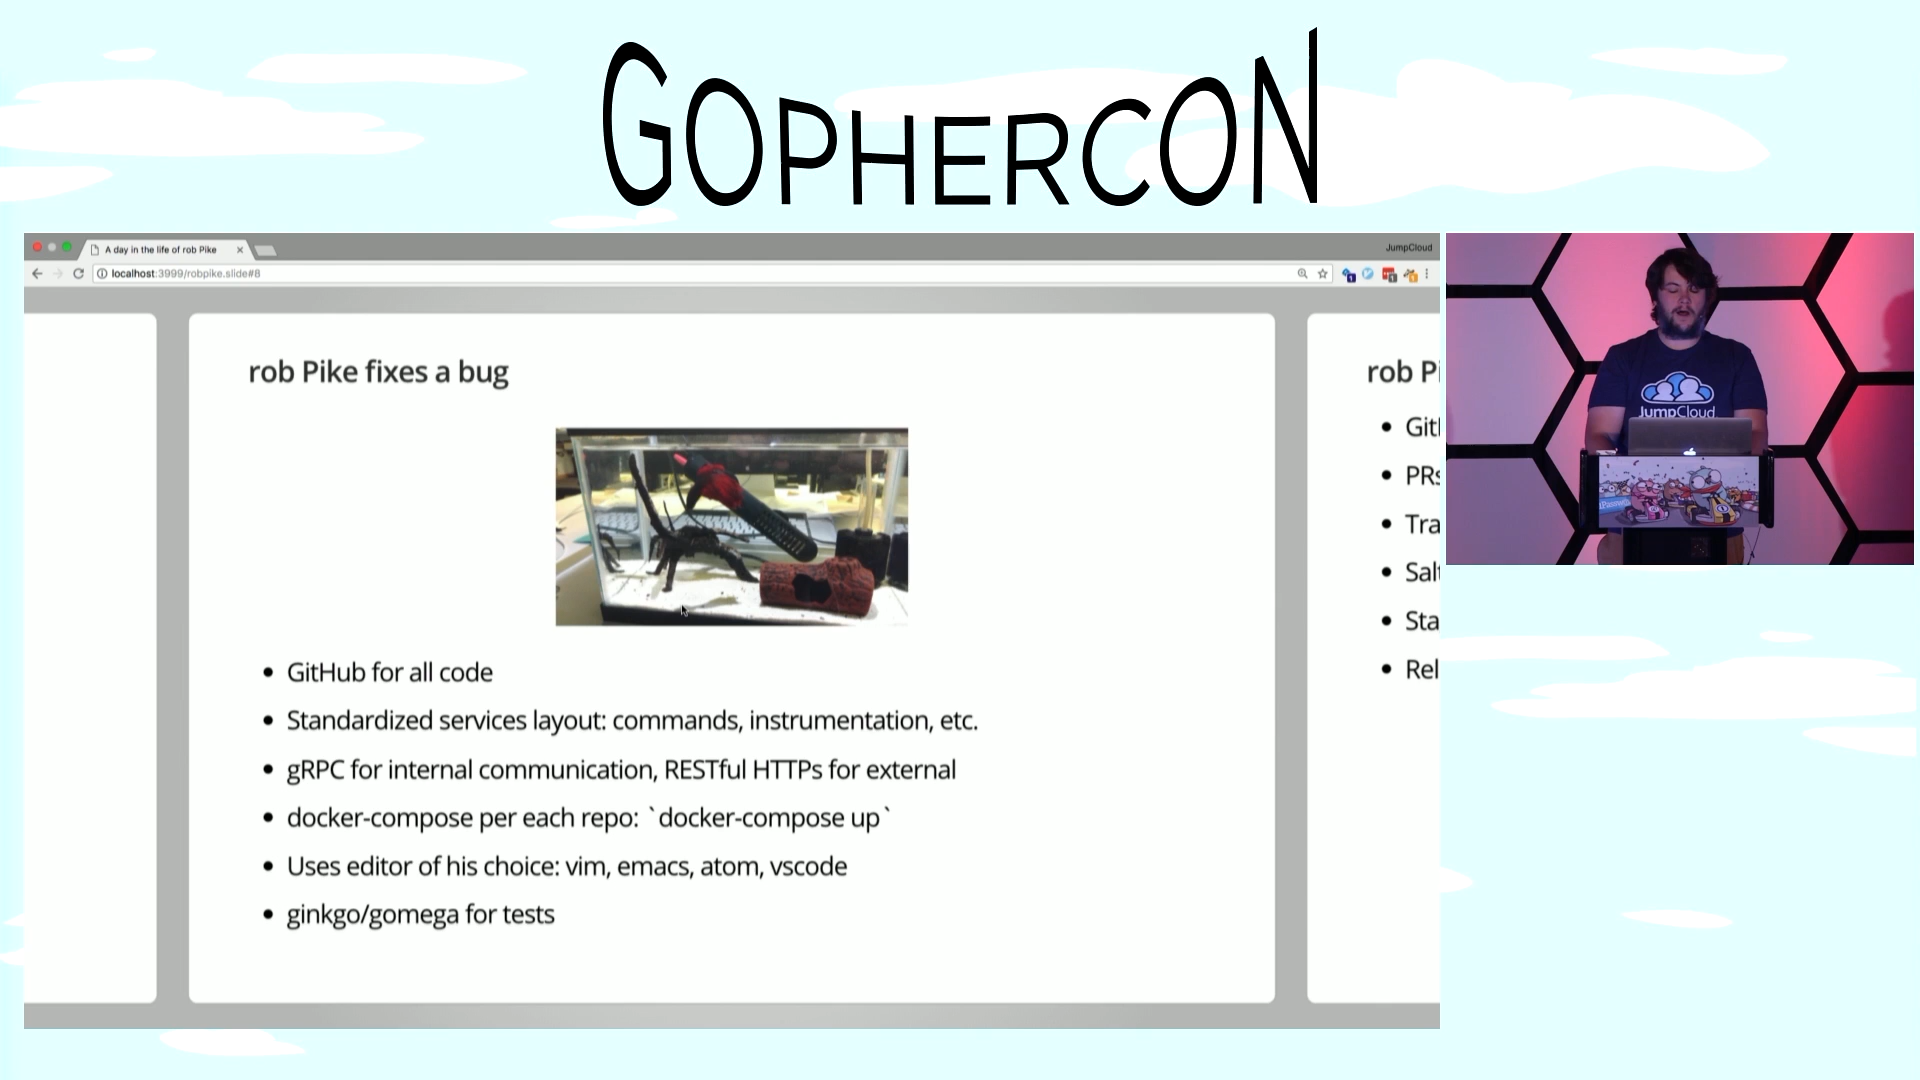 GOPHERCON
A day in the life of rob Pike
JumpCloud
localhost:3999/robpike.slide#8
rob Pike fixes a bug
GitHub for all code
Standardized services layout: commands, instrumentation, etc.
gRPC for internal communication, RESTful HTTPs for external
docker-compose per each repo: `docker-compose up`
Uses editor of his choice: vim, emacs, atom, vscode
ginkgo/gomega for tests
rob Pi
Git
PRs
Tra
Salt
Sta
Rel
JumpCloud